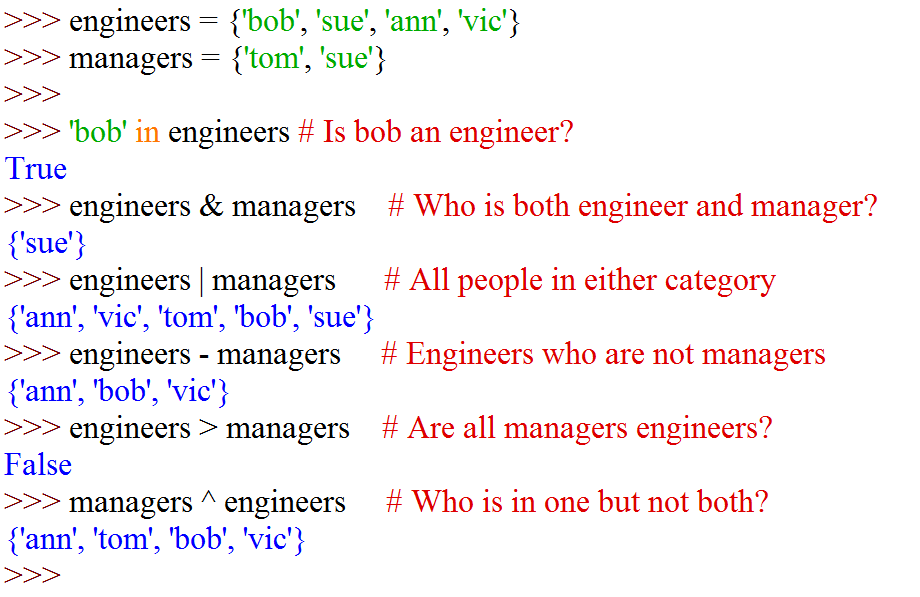 >>> engineers = {'bob', 'sue', 'ann', 'vic'}
>>> managers = {'tom', 'sue'}
>>>
>>> 'bob' in engineers # Is bob an engineer?
True
>>> engineers & managers    # Who is both engineer and manager?
{'sue'}
>>> engineers | managers      # All people in either category
{'ann', 'vic', 'tom', 'bob', 'sue'}
>>> engineers - managers     # Engineers who are not managers
{'ann', 'bob', 'vic'}
>>> engineers > managers    # Are all managers engineers?
False
>>> managers ^ engineers     # Who is in one but not both?
{'ann', 'tom', 'bob', 'vic'}
>>>